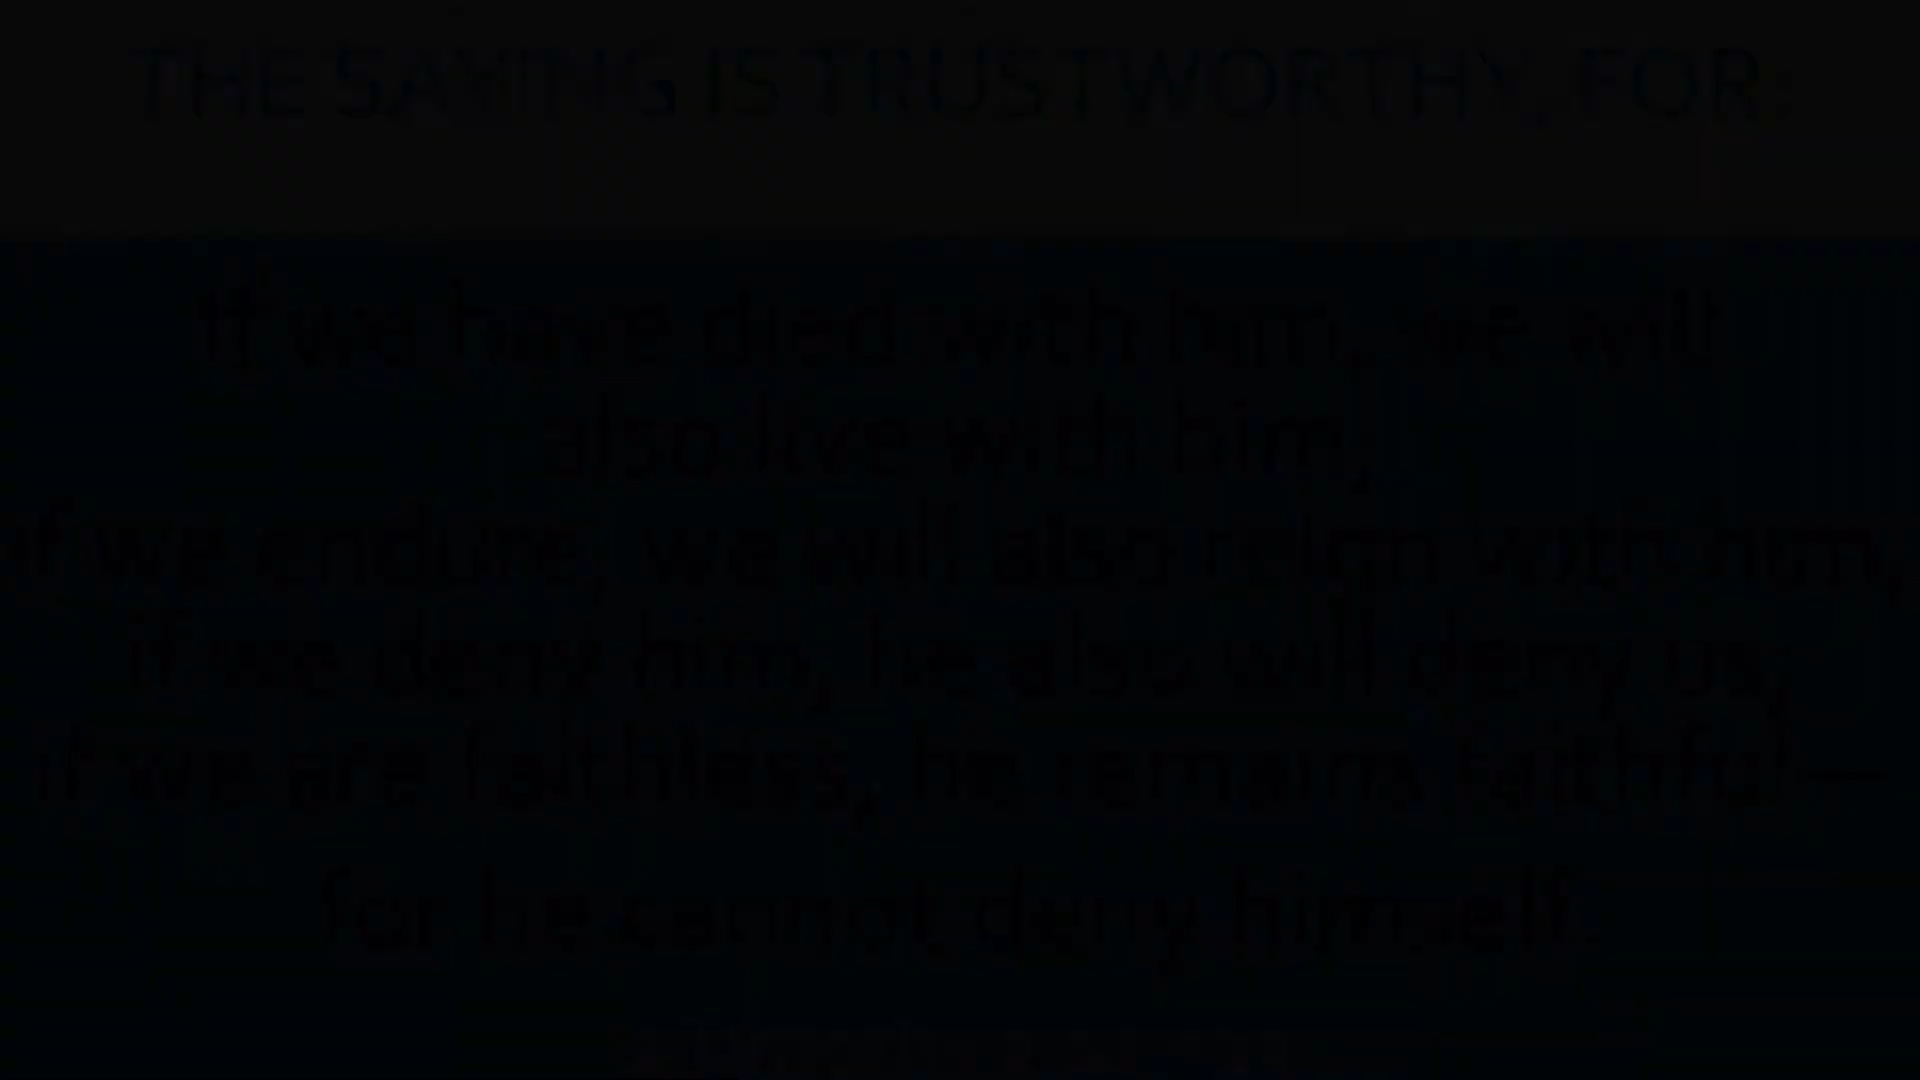 THE SAYING IS TRUSTWORTHY, FOR:
If we have died with him, we will
also live with him;
if we endure, we will also reign with him;
if we deny him, he also will deny us;
if we are faithless, he remains faithful—
for he cannot deny himself.